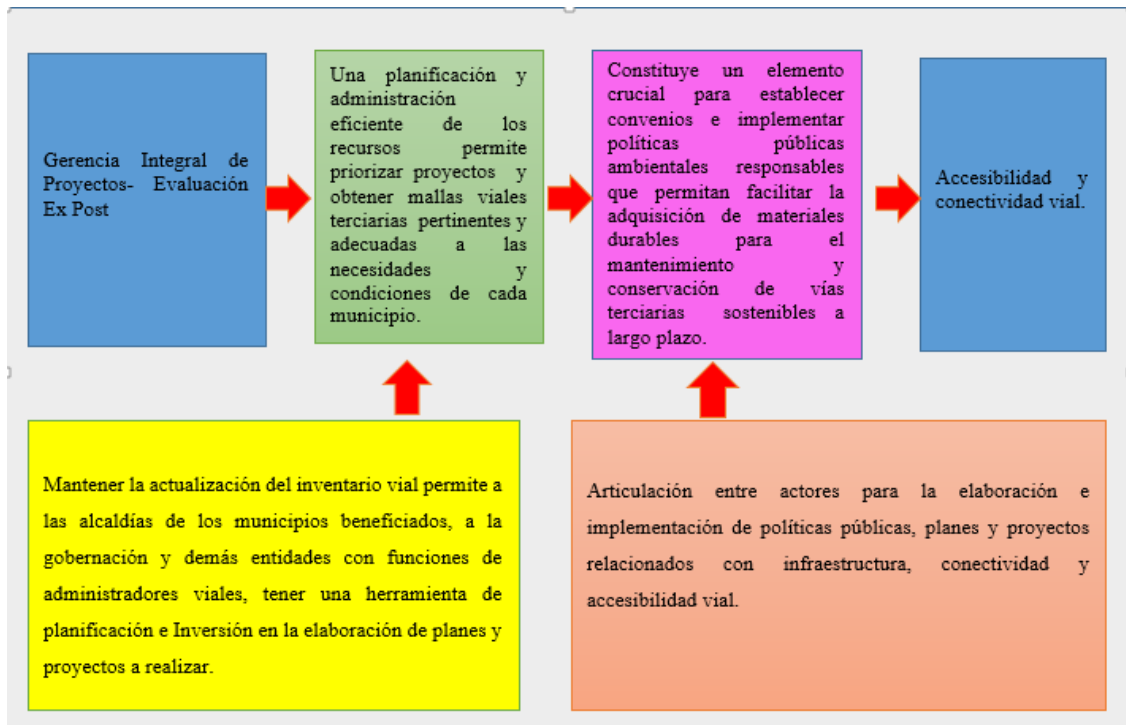 Gerencia Integral de
Proyectos- Evaluación
Ex Post
Una planificación y
administración
eficiente de los
recursos permite
priorizar proyectos y
obtener mallas viales
terciarias pertinentes y
adecuadas a las
necesidades y
condiciones de cada
municipio.
Constituye un elemento
crucial para establecer
convenios e implementar
políticas públicas
ambientales responsables
que permitan facilitar la
adquisición de materiales
durables para el
mantenimiento y
conservación de vías
terciarias sostenibles a
largo plazo.
Accesibilidad y
conectividad vial.
Mantener la actualización del inventario vial permite a
las alcaldías de los municipios beneficiados, a la
gobernación y demás entidades con funciones de
administradores viales, tener una herramienta de
planificación e Inversión en la elaboración de planes y
proyectos a realizar.
Articulación entre actores para la elaboración e
implementación de políticas públicas, planes y proyectos
relacionados con infraestructura, conectividad y
accesibilidad vial.